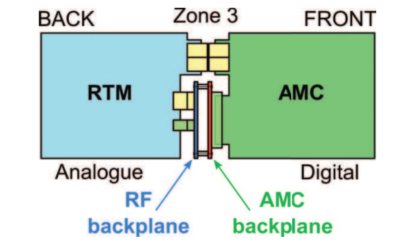 BACK Zone 3 FRONT
RTM AMC
Analogue Digital
RF AMC
backplane backplane